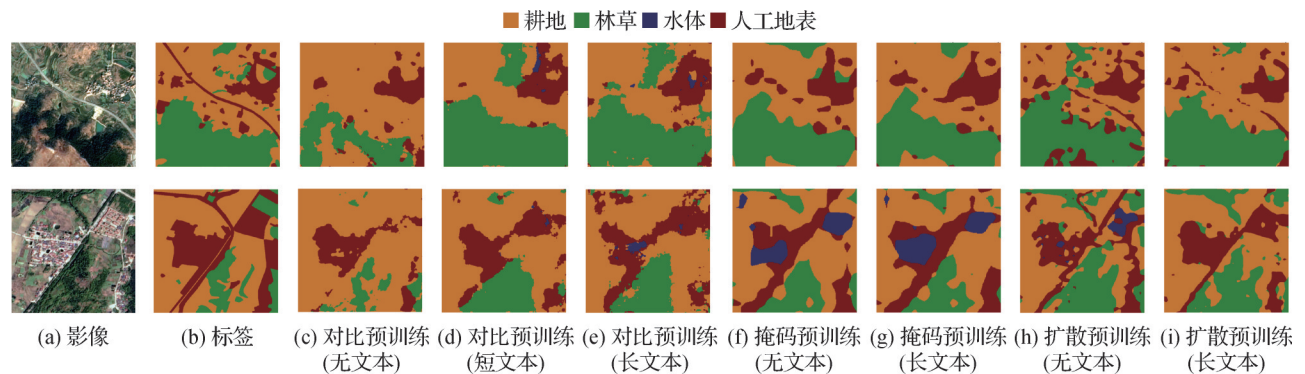 耕地 林草 水体 人工地表
(a) 影像 (b) 标签 (c) 对比预训练 (d) 对比预训练 (e) 对比预训练 (f) 掩码预训练 (g) 掩码预训练 (h) 扩散预训练 (i) 扩散预训练
(无文本) (短文本) (长文本) (无文本) (长文本) (无文本) (长文本)